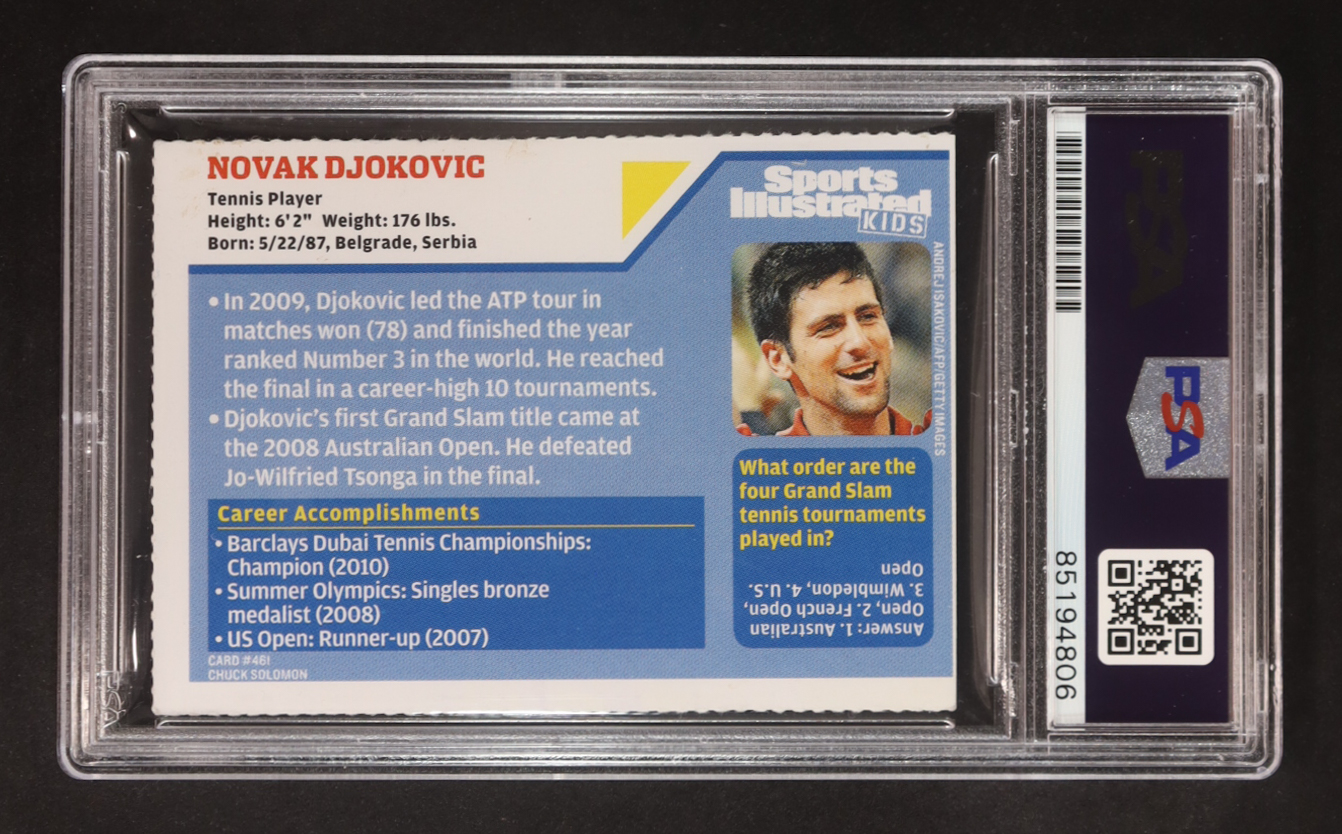 NOVAK DJOKOVIC
Tennis Player
Height: 6'2" Weight: 176 lbs.
Born: 5/22/87, Belgrade, Serbia
• In 2009, Djokovic led the ATP tour in
matches won (78) and finished the year
ranked Number 3 in the world. He reached
the final in a career-high 10 tournaments.
• Djokovic's first Grand Slam title came at
the 2008 Australian Open. He defeated
Jo-Wilfried Tsonga in the final.
Career Accomplishments
• Barclays Dubai Tennis Championships:
Champion (2010)
• Summer Olympics: Singles bronze
medalist (2008)
• US Open: Runner-up (2007)
CARD #461
CHUCK SOLOMON
Sports
Illustrated
KIDS
ANDREJ ISAKOVIC/AFP/GETTY IMAGES
What order are the
four Grand Slam
tennis tournaments
played in?
Answer: 1. Australian
Open, 2. French Open,
3. Wimbledon, 4. U.S.
Open
PSA
PSA
85194806